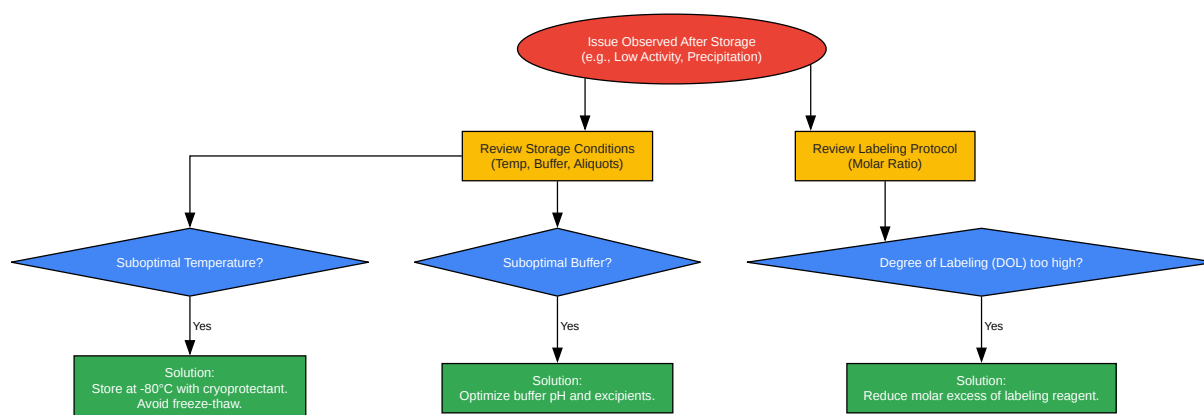 Issue Observed After Storage
(e.g., Low Activity, Precipitation)
Review Storage Conditions
(Temp, Buffer, Aliquots)
Review Labeling Protocol
(Molar Ratio)
Suboptimal Temperature?
Suboptimal Buffer?
Degree of Labeling (DOL) too high?
Yes
Yes
Yes
Solution:
Store at -80°C with cryoprotectant.
Avoid freeze-thaw.
Solution:
Optimize buffer pH and excipients.
Solution:
Reduce molar excess of labeling reagent.